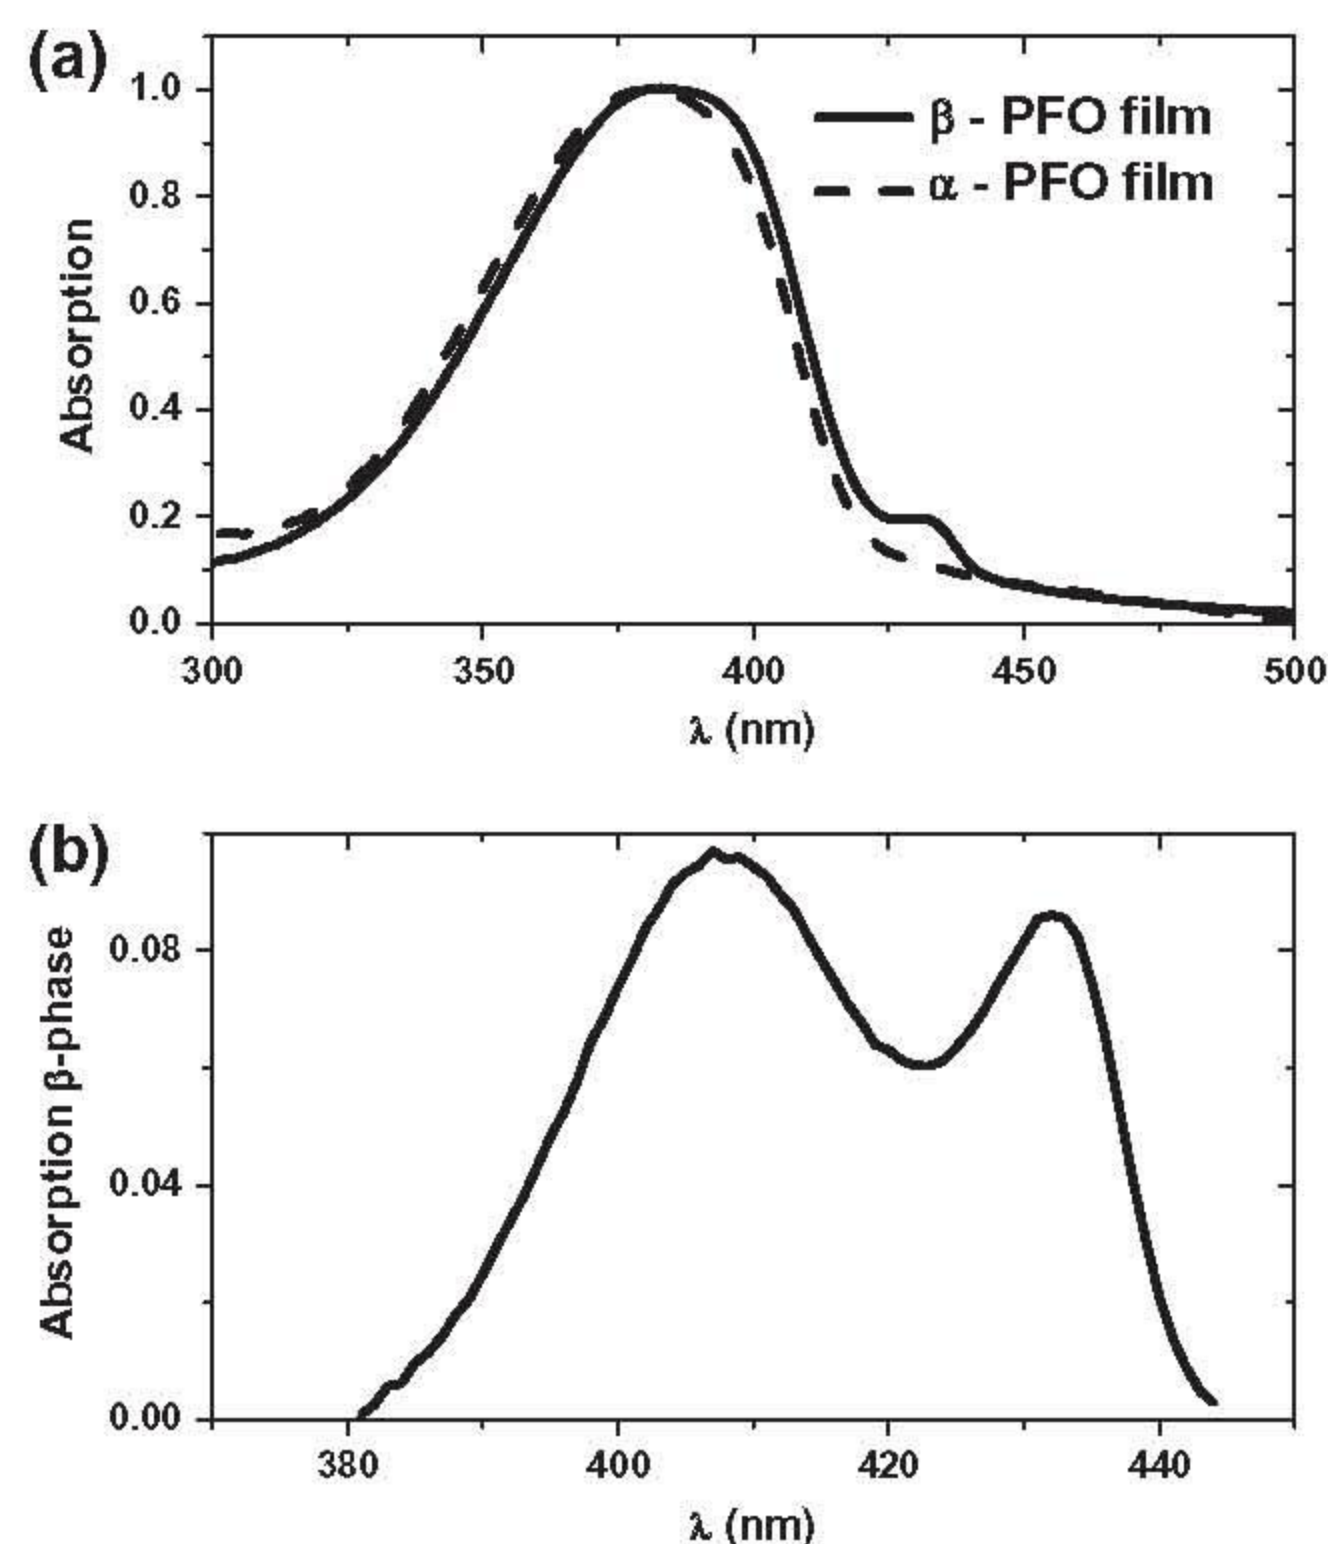 (a)
1.0
0.8
0.6
0.4
0.2
0.0
Absorption
β - PFO film
α - PFO film
300 350 400 450 500
λ (nm)
(b)
0.08
0.04
0.00
Absorption β-phase
380 400 420 440
λ (nm)